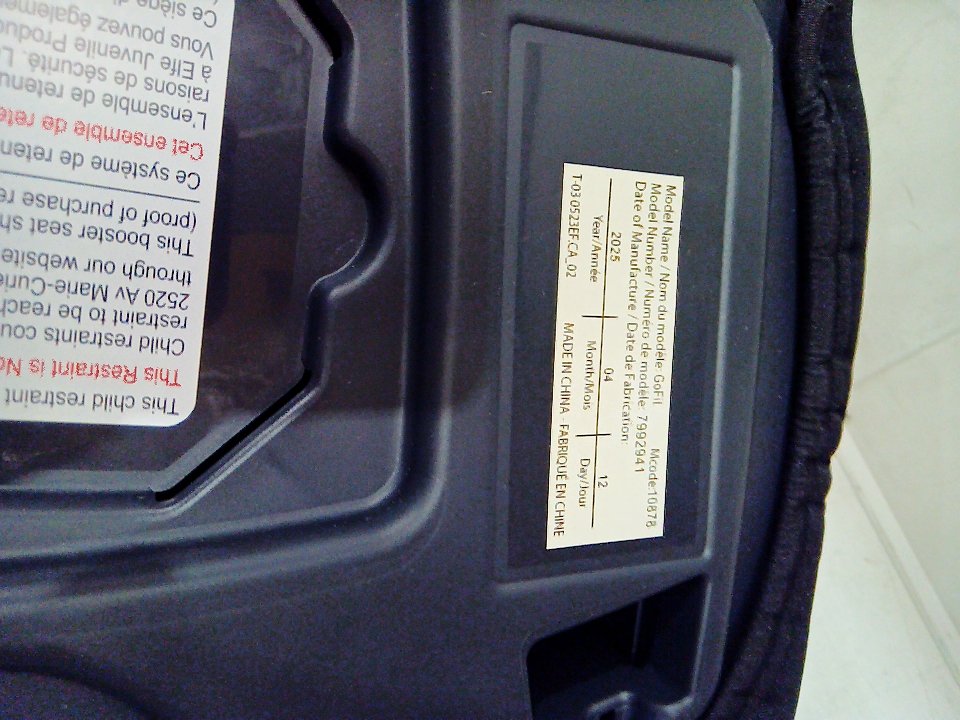 Model Name / Nom du modèle: GoFit Mcode:10878
Model Number / Numéro de modèle: 7992941
Date of Manufacture / Date de Fabrication:
2025 04 12
Year/Année Month/Mois Day/Jour
T-03 0523EF.CA_02 MADE IN CHINA · FABRIQUÉ EN CHINE
This child restraint
This Restraint is No
Child restraints cou
restraint to be reach
2520 Av Marie-Curie
through our website
This booster seat sh
(proof of purchase re
Ce système de reten
Cet ensemble de rete
L'ensemble de retenu
raisons de sécurité. L
à Elfe Juvenile Produc
Vous pouvez égaleme
Ce siège d